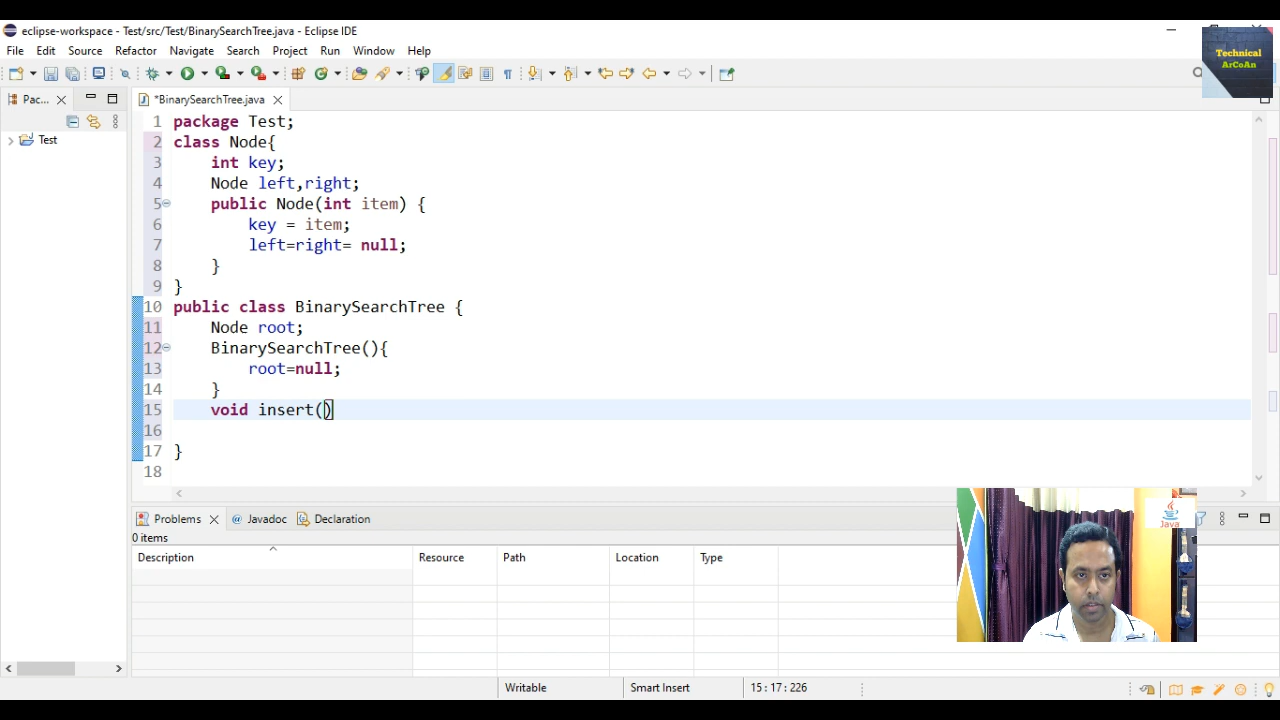 eclipse-workspace - Test/src/Test/BinarySearchTree.java - Eclipse IDE
File Edit Source Refactor Navigate Search Project Run Window Help
Technical
ArCoAn
Pac...
*BinarySearchTree.java
Test
1 package Test;
2 class Node{
3 int key;
4 Node left,right;
5 public Node(int item) {
6 key = item;
7 left=right= null;
8 }
9 }
10 public class BinarySearchTree {
11 Node root;
12 BinarySearchTree(){
13 root=null;
14 }
15 void insert()
16
17 }
18
Problems @ Javadoc Declaration
0 items
Description Resource Path Location Type
Java
Writable Smart Insert 15 : 17 : 226